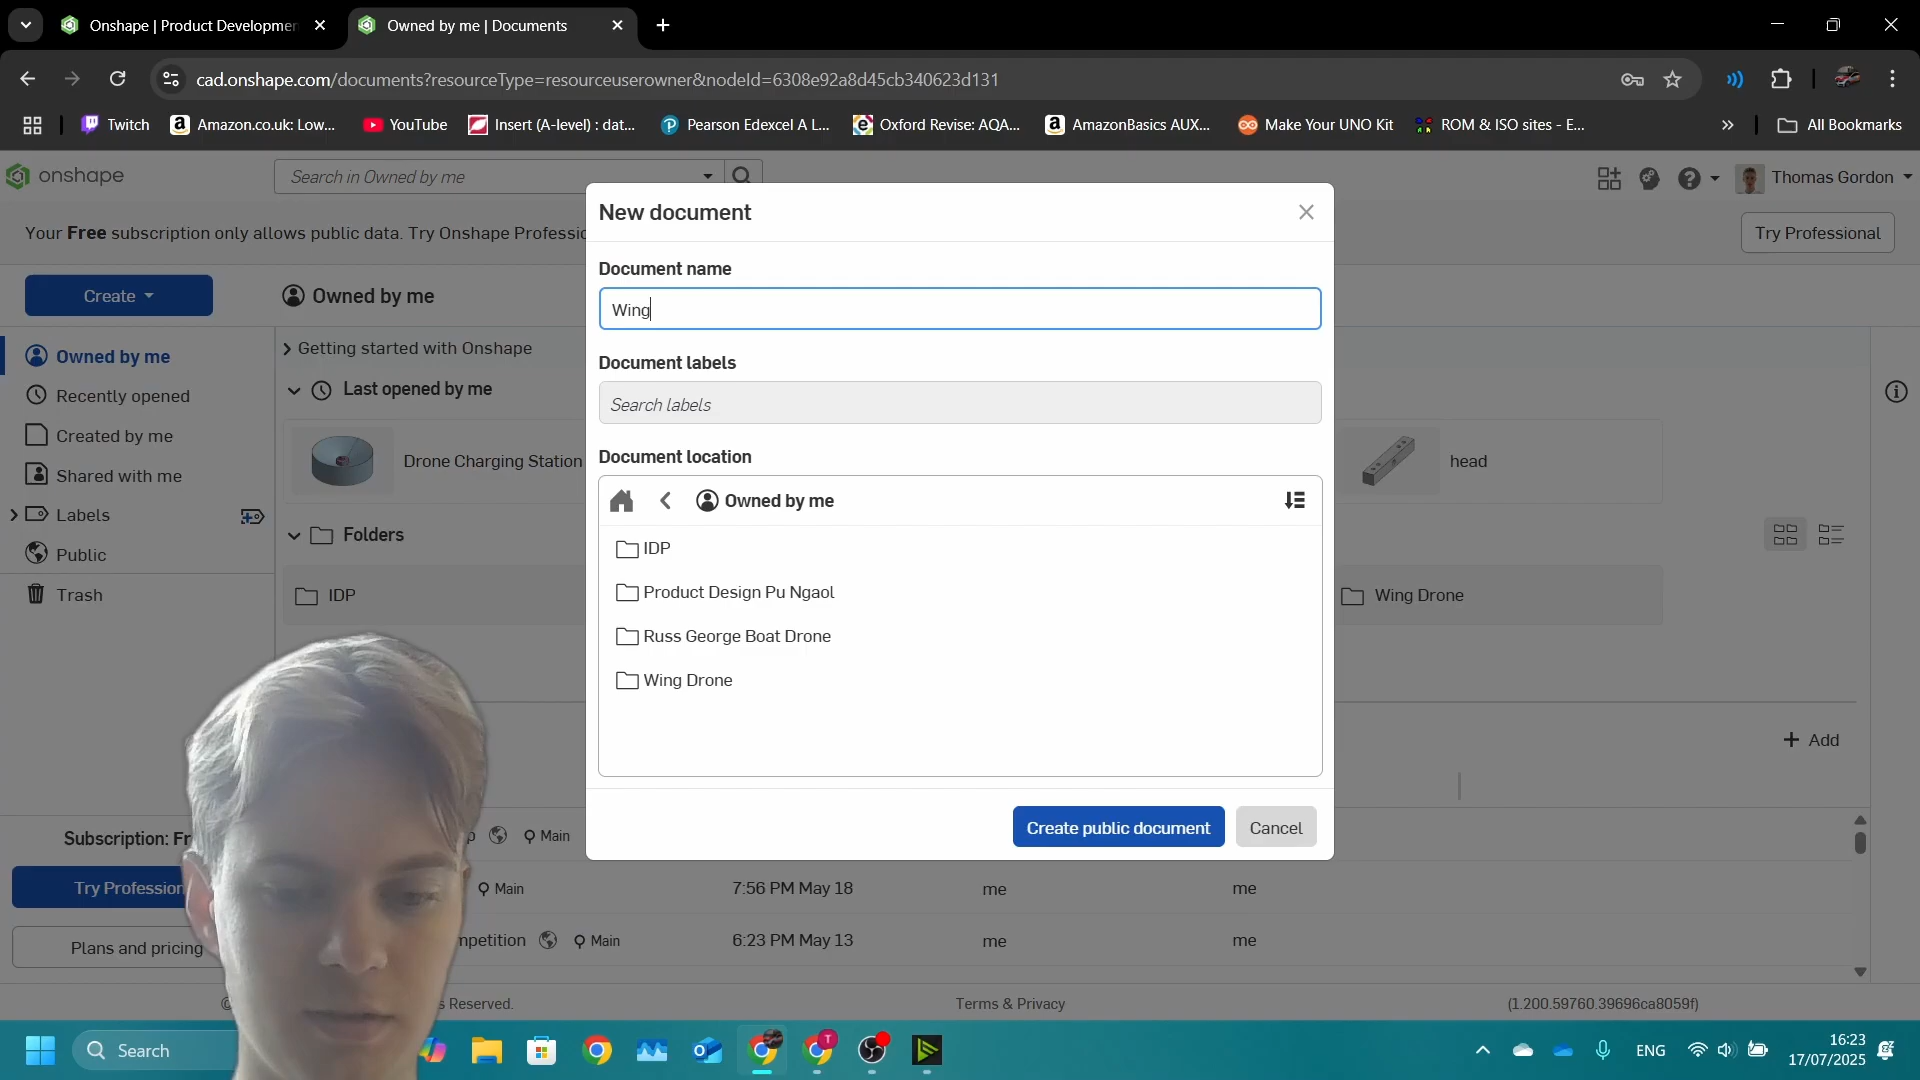 Onshape | Product Developmen
Owned by me | Documents
cad.onshape.com/documents?resourceType=resourceuserowner&nodeId=6308e92a8d45cb340623d131
Twitch
Amazon.co.uk: Low...
YouTube
Insert (A-level) : dat...
Pearson Edexcel A L...
Oxford Revise: AQA...
AmazonBasics AUX...
Make Your UNO Kit
ROM & ISO sites - E...
All Bookmarks
onshape
Search in Owned by me
Thomas Gordon
Your Free subscription only allows public data. Try Onshape Professio
Try Professional
Create
Owned by me
New document
Document name
Wing
Document labels
Search labels
Document location
Owned by me
IDP
Product Design Pu Ngaol
Russ George Boat Drone
Wing Drone
Create public document
Cancel
Owned by me
Recently opened
Created by me
Shared with me
Labels
Public
Trash
Getting started with Onshape
Last opened by me
Drone Charging Station
head
Folders
IDP
Wing Drone
Add
Subscription: Fr
Try Profession
Plans and pricing
Main
Main
7:56 PM May 18
me
me
mpetition
Main
6:23 PM May 13
me
me
s Reserved.
Terms & Privacy
(1.200.59760.39696ca8059f)
Search
ENG
16:23
17/07/2025